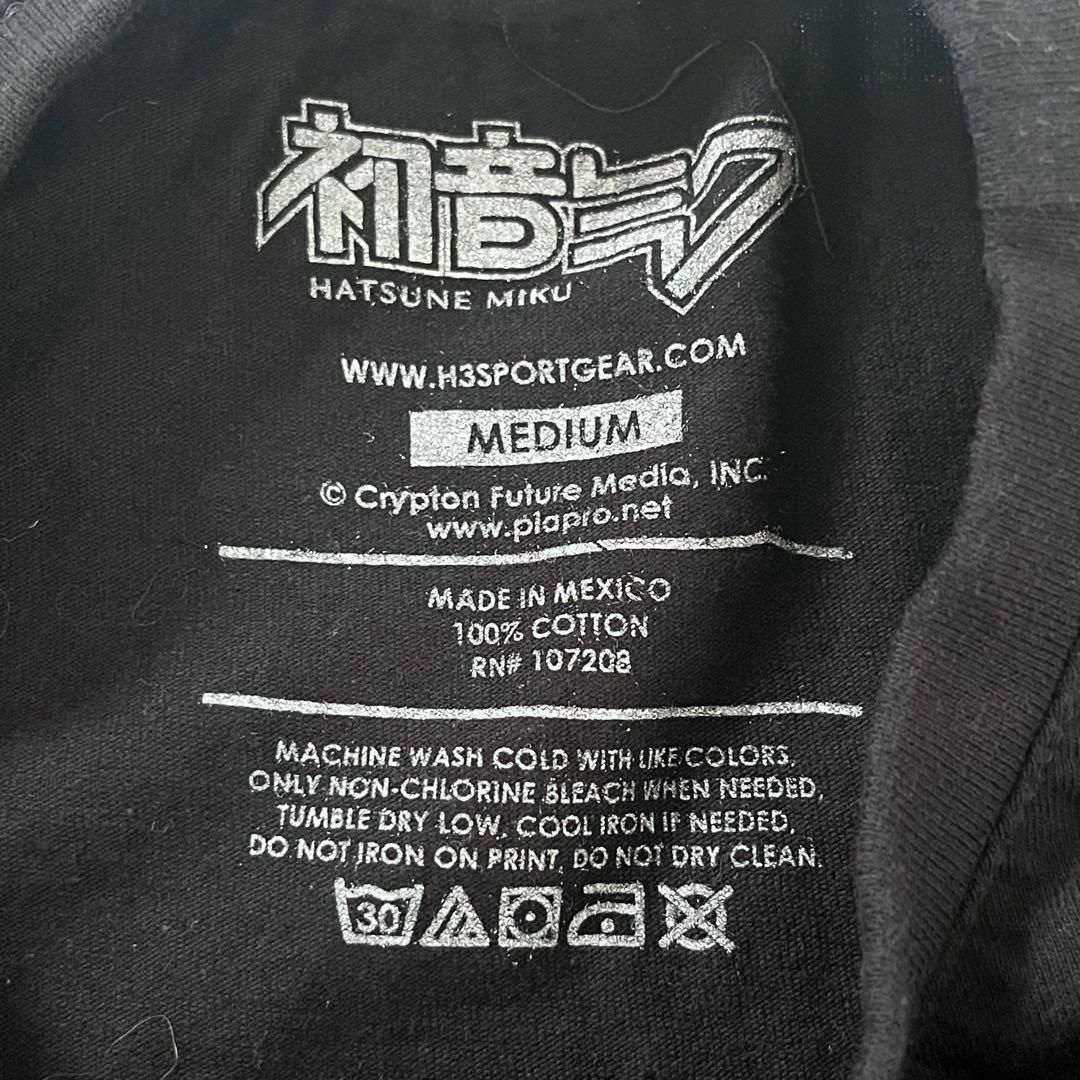 初音ミク
HATSUNE MIKU
WWW.H3SPORTGEAR.COM
MEDIUM
© Crypton Future Media, INC.
www.piapro.net
MADE IN MEXICO
100% COTTON
RN# 107208
MACHINE WASH COLD WITH LIKE COLORS,
ONLY NON-CHLORINE BLEACH WHEN NEEDED,
TUMBLE DRY LOW, COOL IRON IF NEEDED,
DO NOT IRON ON PRINT, DO NOT DRY CLEAN.
30